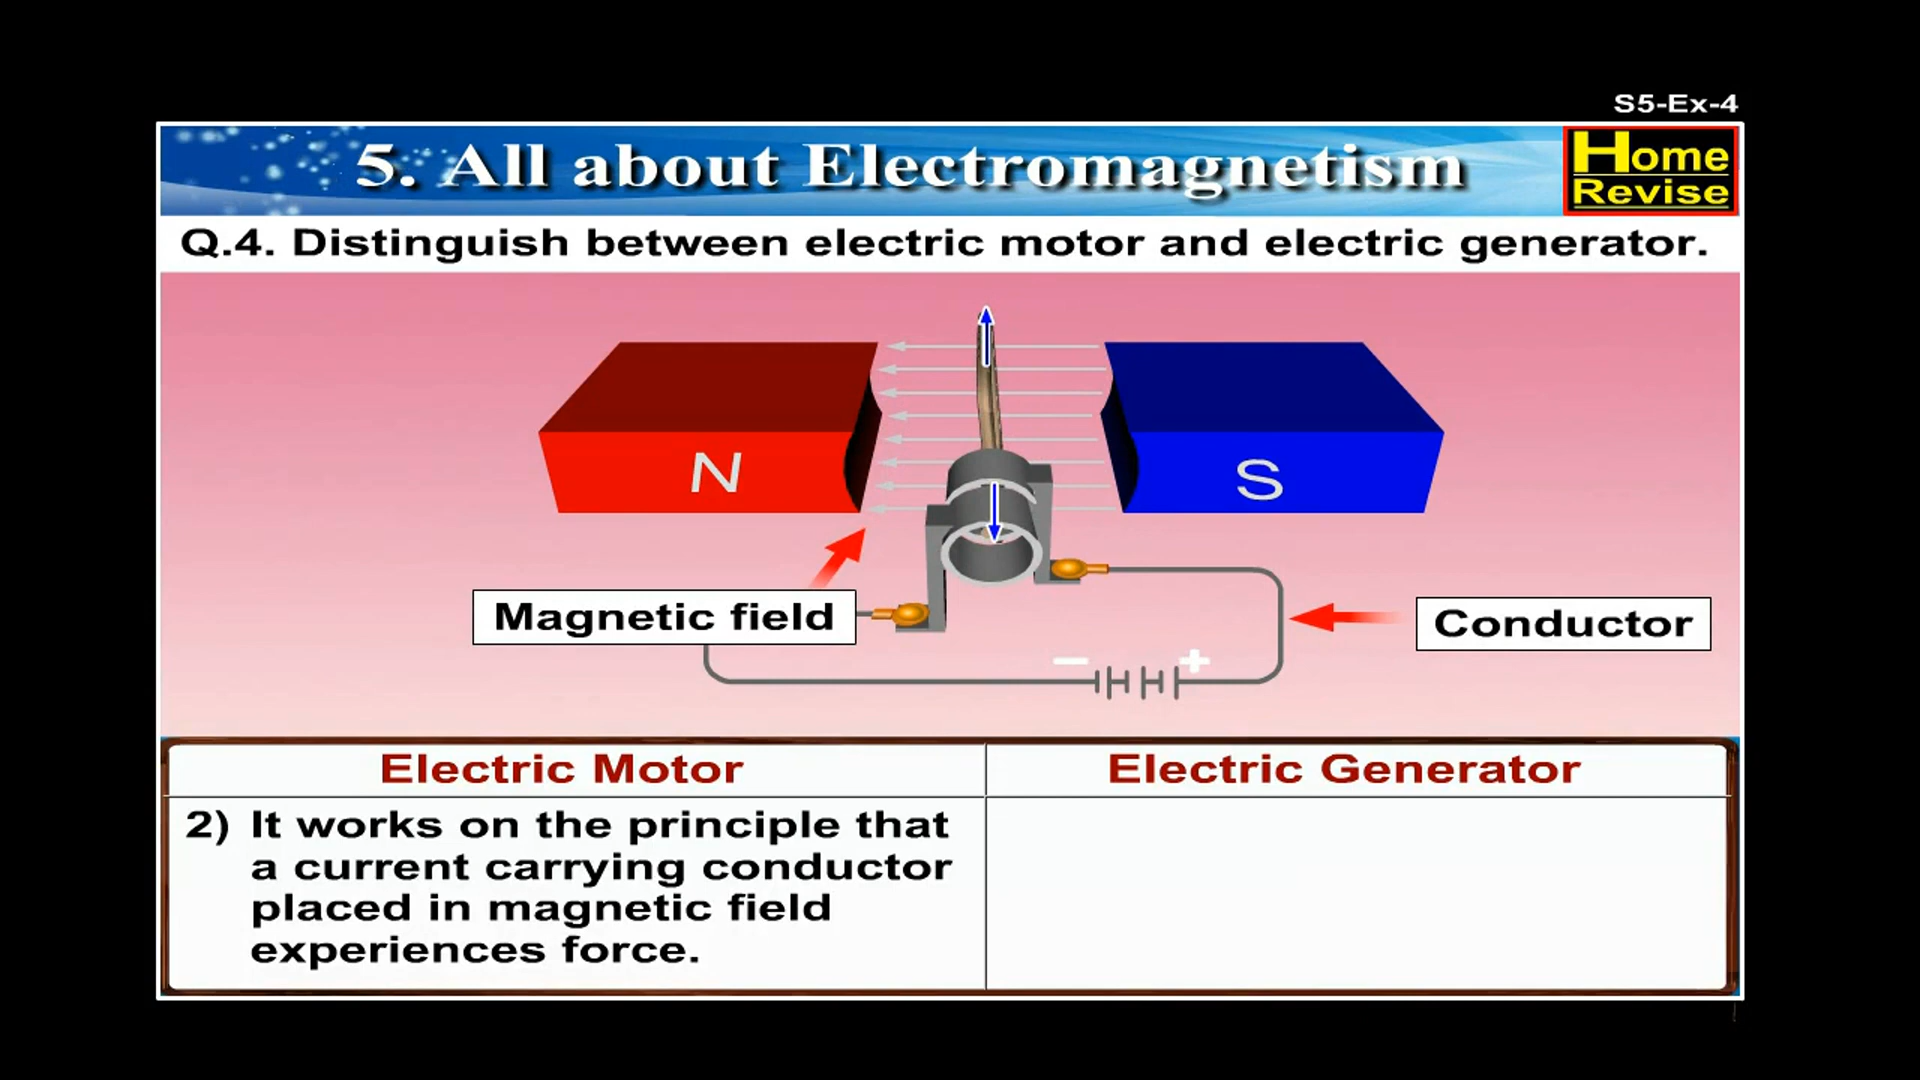 S5-Ex-4
5. All about Electromagnetism
Home
Revise
Q.4. Distinguish between electric motor and electric generator.
N
S
Magnetic field
Conductor
− +
Electric Motor
Electric Generator
2) It works on the principle that
a current carrying conductor
placed in magnetic field
experiences force.